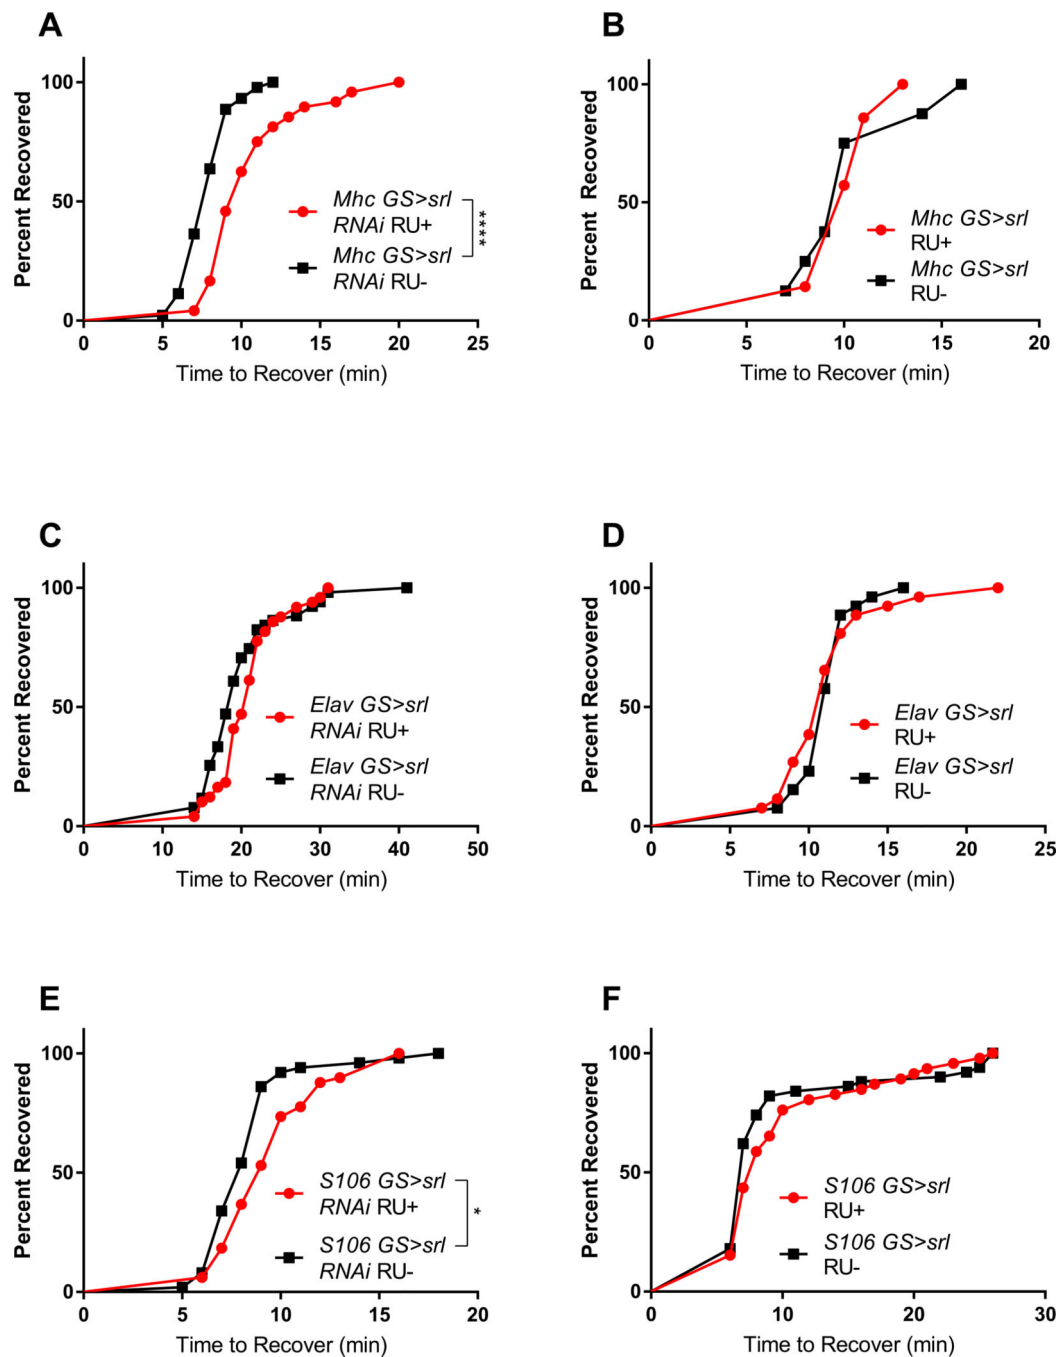 A
Percent Recovered
100
50
0
0 5 10 15 20 25
Time to Recover (min)
Mhc GS>srl
RNAi RU+
Mhc GS>srl
RNAi RU-
****
B
Percent Recovered
100
50
0
0 5 10 15 20
Time to Recover (min)
Mhc GS>srl
RU+
Mhc GS>srl
RU-
C
Percent Recovered
100
50
0
0 10 20 30 40 50
Time to Recover (min)
Elav GS>srl
RNAi RU+
Elav GS>srl
RNAi RU-
D
Percent Recovered
100
50
0
0 5 10 15 20 25
Time to Recover (min)
Elav GS>srl
RU+
Elav GS>srl
RU-
E
Percent Recovered
100
50
0
0 5 10 15 20
Time to Recover (min)
S106 GS>srl
RNAi RU+
S106 GS>srl
RNAi RU-
*
F
Percent Recovered
100
50
0
0 10 20 30
Time to Recover (min)
S106 GS>srl
RU+
S106 GS>srl
RU-